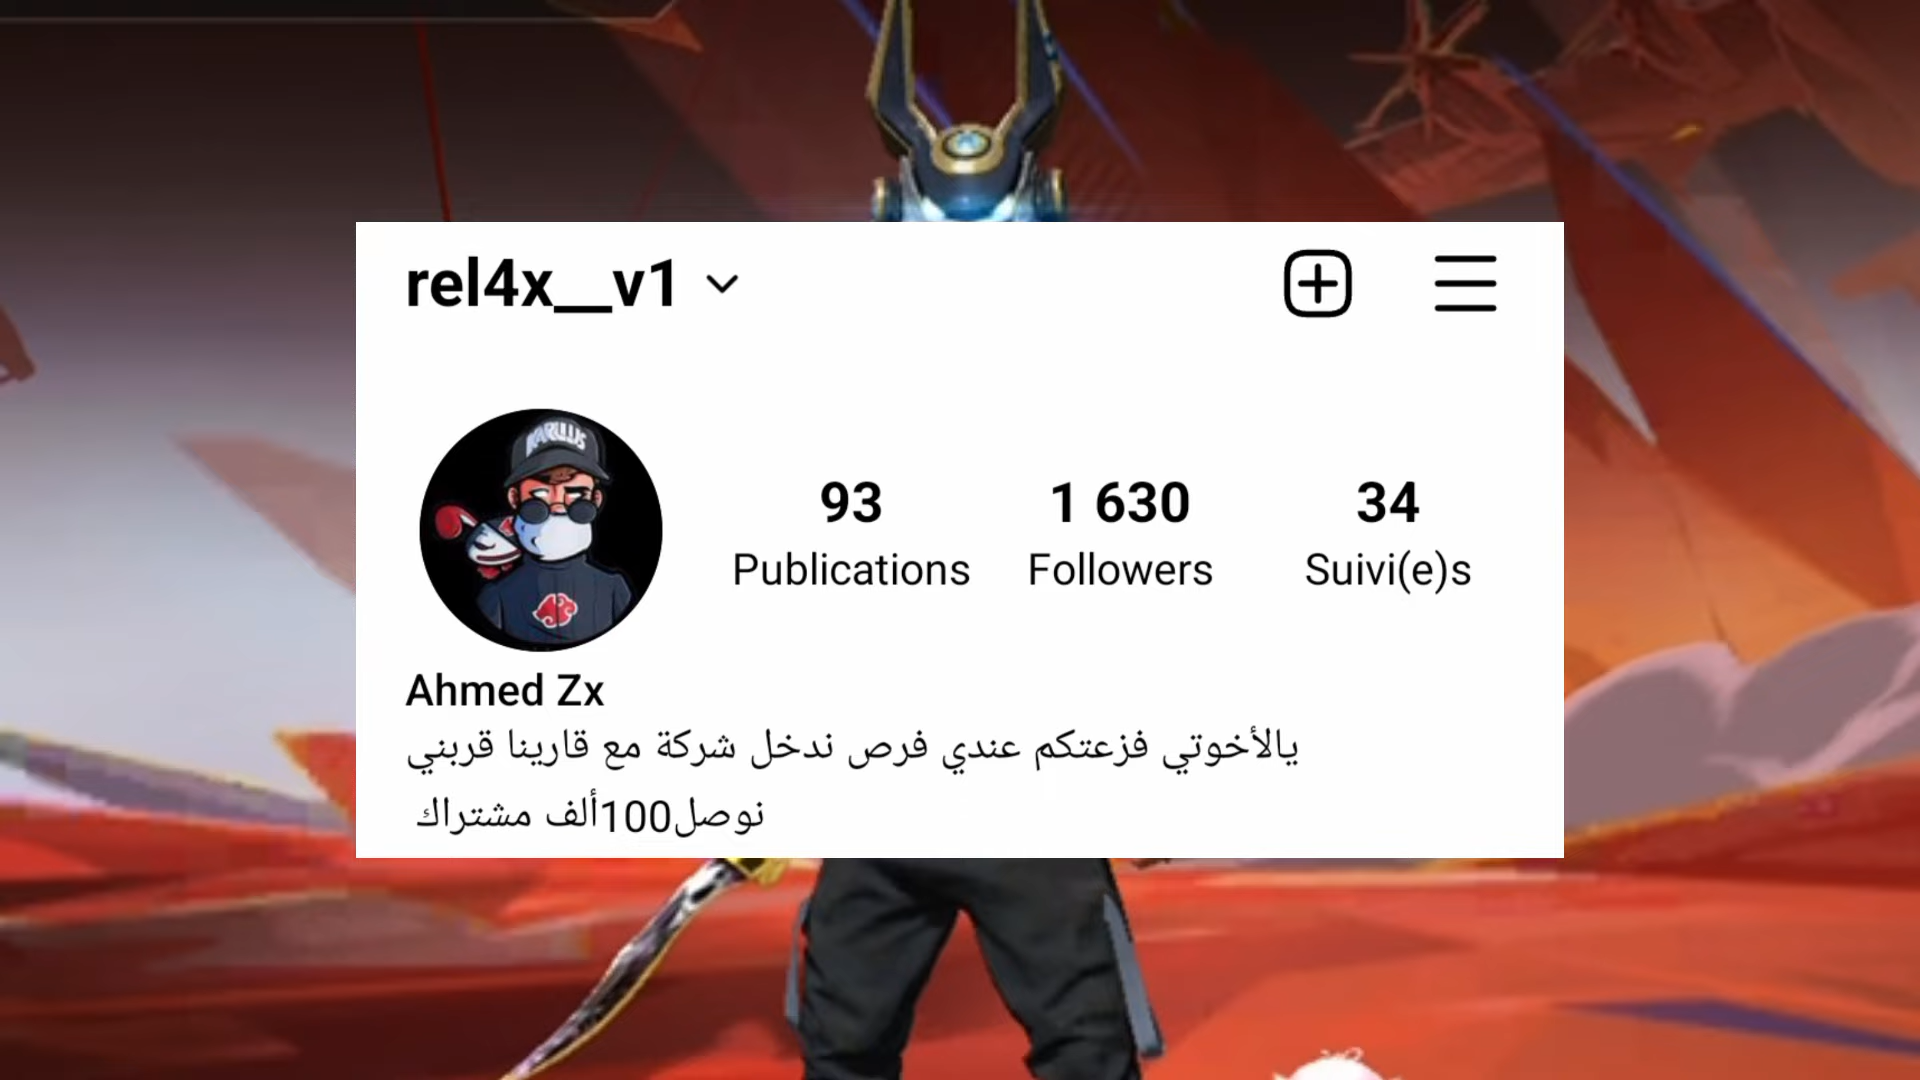 rel4x__v1
93
1 630
34
Publications
Followers
Suivi(e)s
Ahmed Zx
يالأخوتي فزعتكم عندي فرص ندخل شركة مع قارينا قربني
نوصل100ألف مشتراك